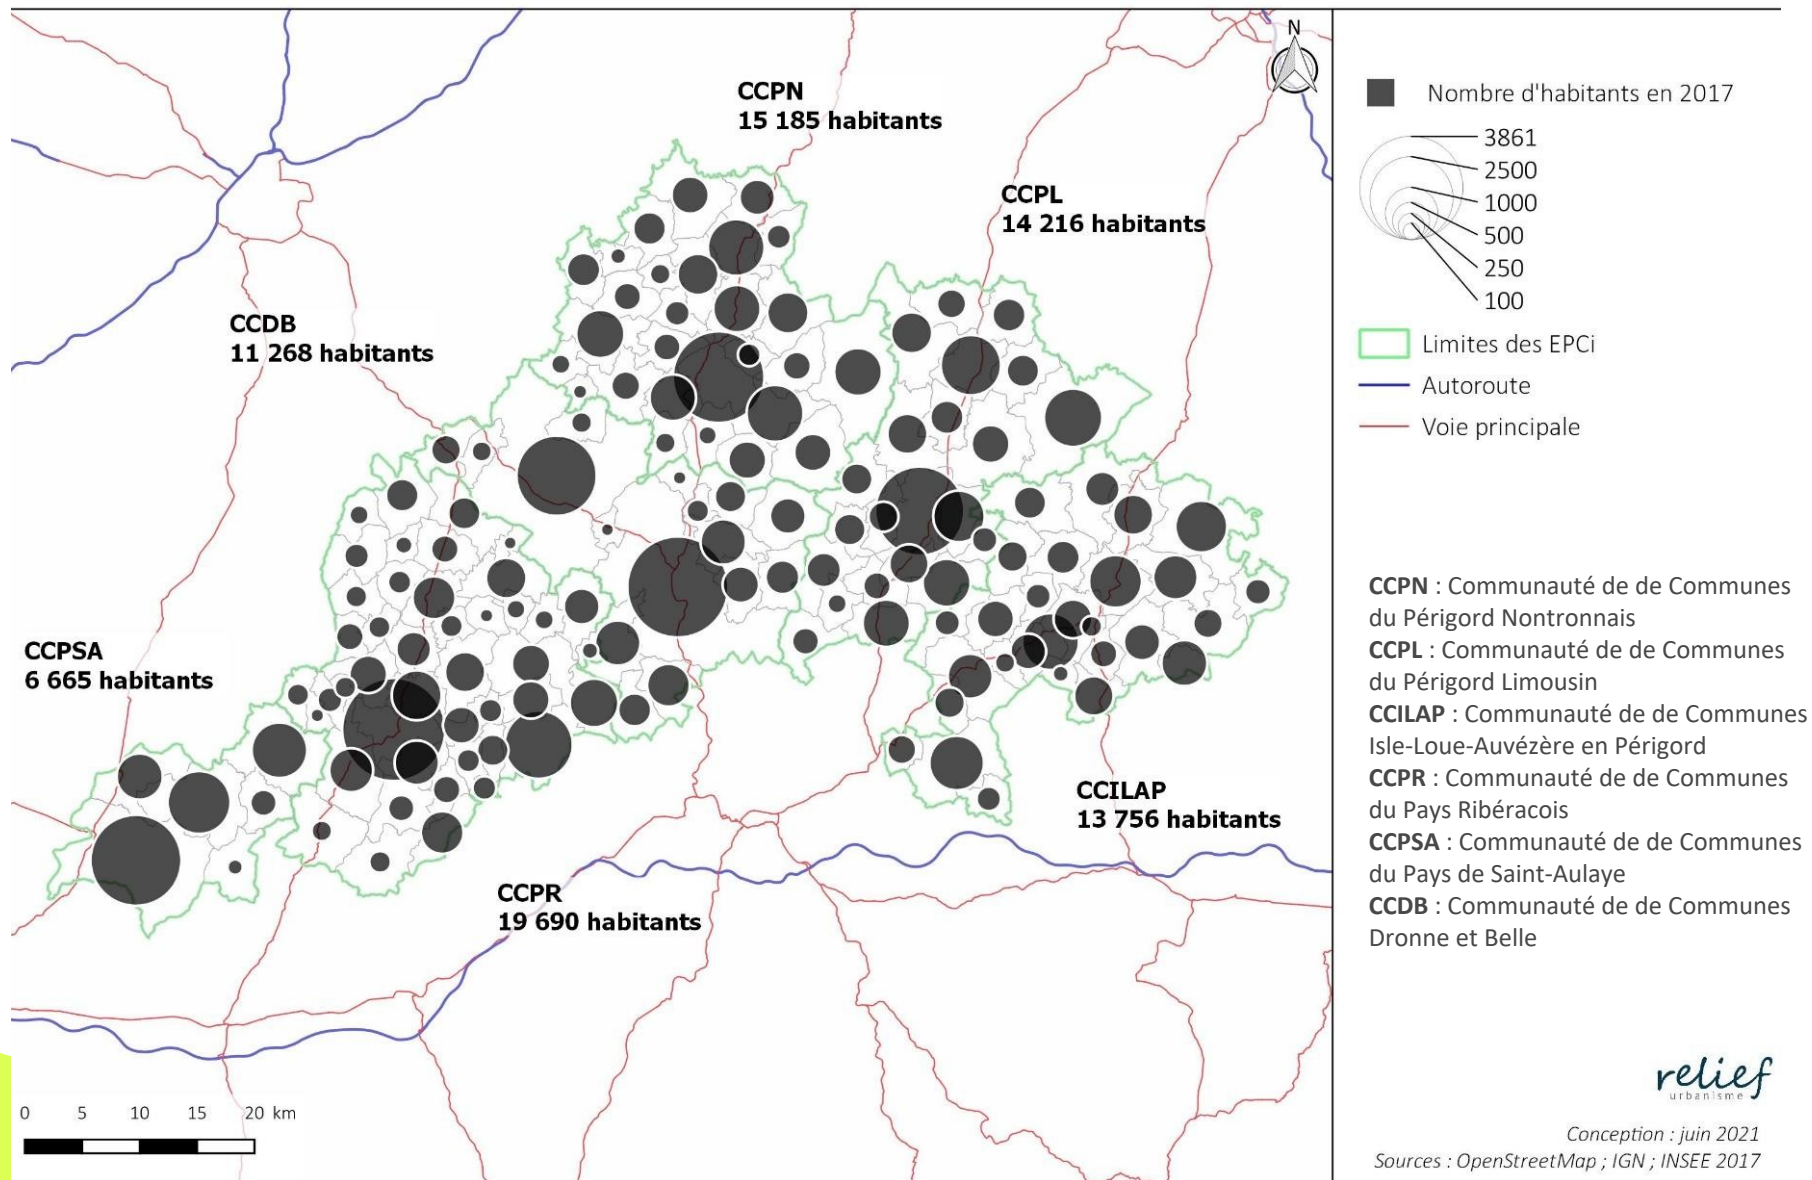 N
CCPN
15 185 habitants
CCPL
14 216 habitants
CCDB
11 268 habitants
CCPSA
6 665 habitants
CCILAP
13 756 habitants
CCPR
19 690 habitants
0 5 10 15 20 km
Nombre d'habitants en 2017
3861
2500
1000
500
250
100
Limites des EPCi
Autoroute
Voie principale
CCPN : Communauté de de Communes
du Périgord Nontronnais
CCPL : Communauté de de Communes
du Périgord Limousin
CCILAP : Communauté de de Communes
Isle-Loue-Auvézère en Périgord
CCPR : Communauté de de Communes
du Pays Ribéracois
CCPSA : Communauté de de Communes
du Pays de Saint-Aulaye
CCDB : Communauté de de Communes
Dronne et Belle
relief
urbanisme
Conception : juin 2021
Sources : OpenStreetMap ; IGN ; INSEE 2017